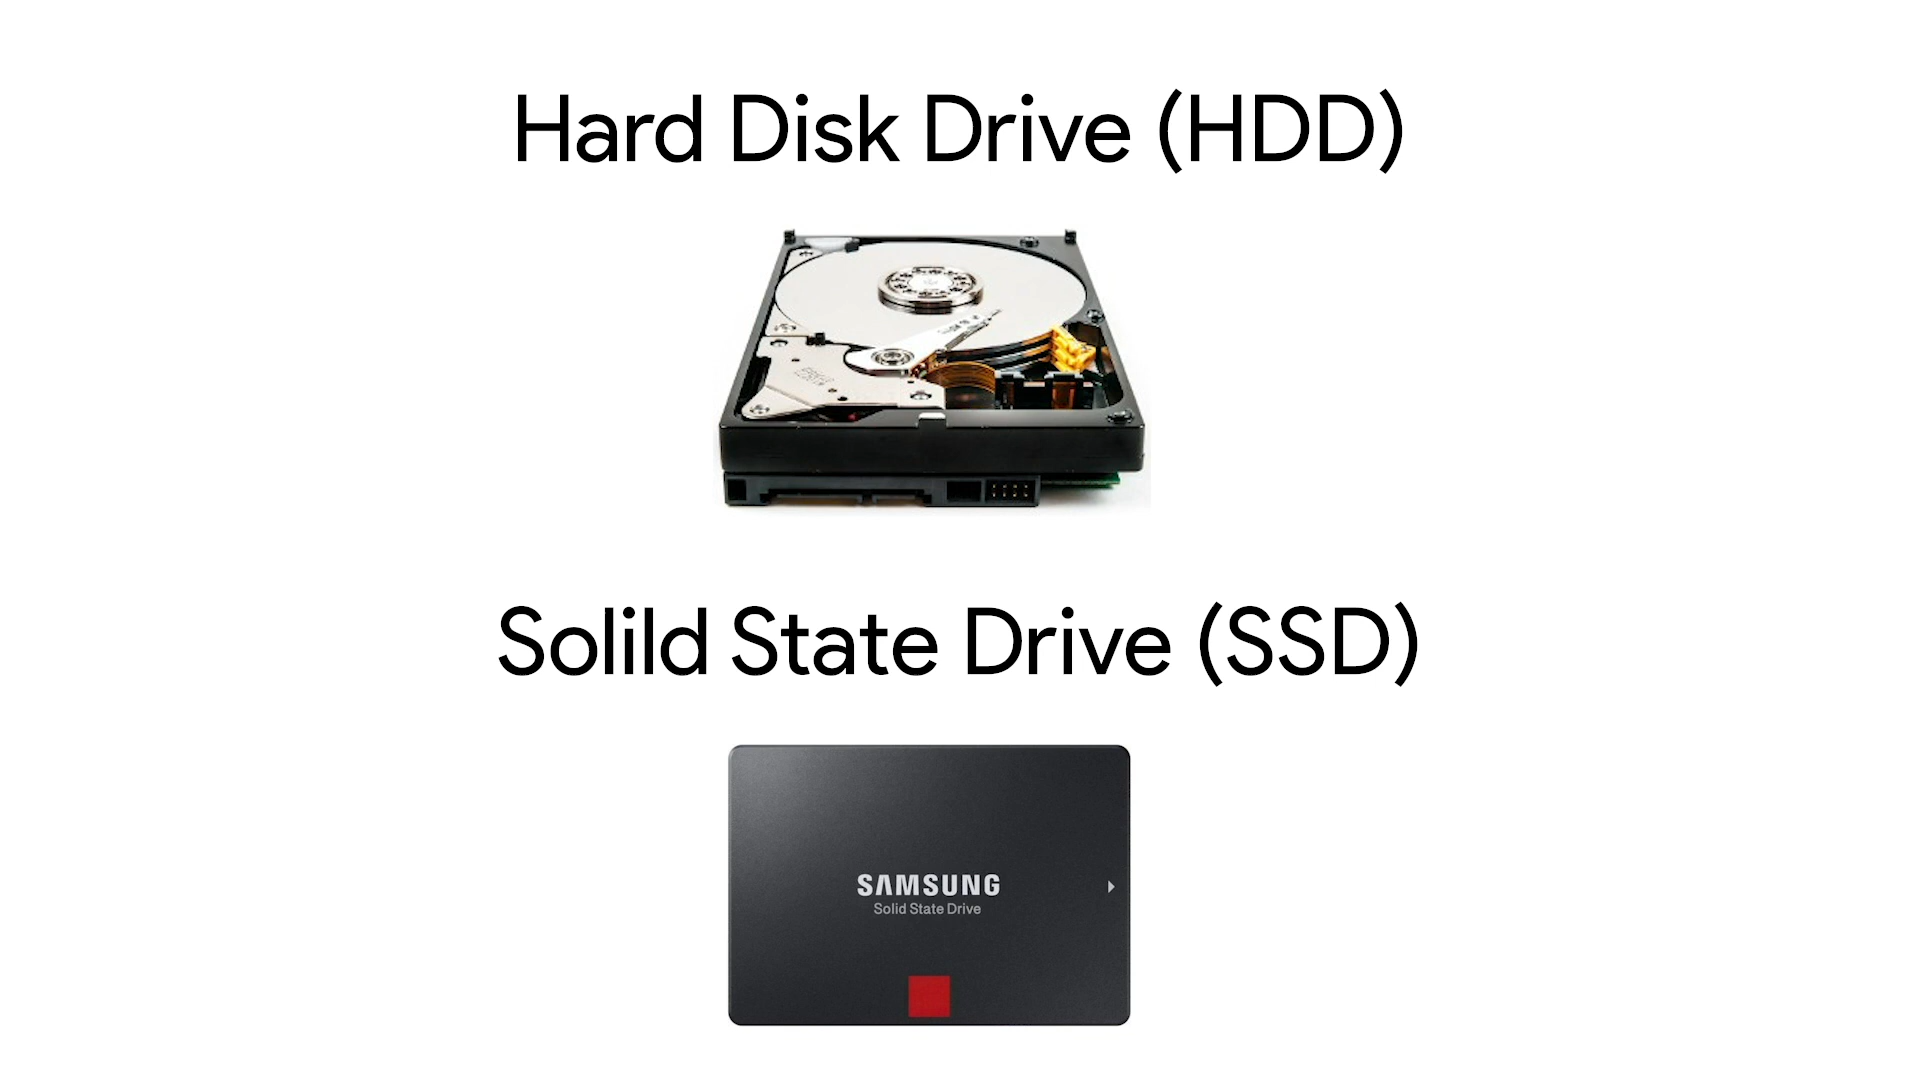 Hard Disk Drive (HDD)
Solild State Drive (SSD)
SAMSUNG
Solid State Drive